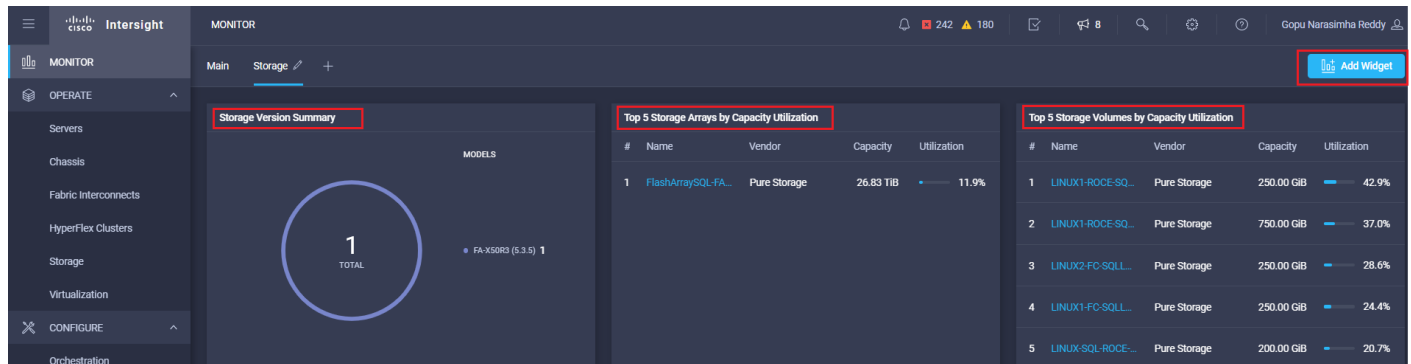 cisco Intersight
MONITOR
242 180
8
Gopu Narasimha Reddy
MONITOR
OPERATE
Servers
Chassis
Fabric Interconnects
HyperFlex Clusters
Storage
Virtualization
CONFIGURE
Orchestration
Main Storage +
Add Widget
Storage Version Summary
MODELS
1
TOTAL
FA-X50R3 (5.3.5) 1
Top 5 Storage Arrays by Capacity Utilization
# Name Vendor Capacity Utilization
1 FlashArraySQL-FA... Pure Storage 26.83 TiB 11.9%
Top 5 Storage Volumes by Capacity Utilization
# Name Vendor Capacity Utilization
1 LINUX1-ROCE-SQ... Pure Storage 250.00 GiB 42.9%
2 LINUX1-ROCE-SQ... Pure Storage 750.00 GiB 37.0%
3 LINUX2-FC-SQLL... Pure Storage 250.00 GiB 28.6%
4 LINUX1-FC-SQLL... Pure Storage 250.00 GiB 24.4%
5 LINUX-SQL-ROCE-... Pure Storage 200.00 GiB 20.7%